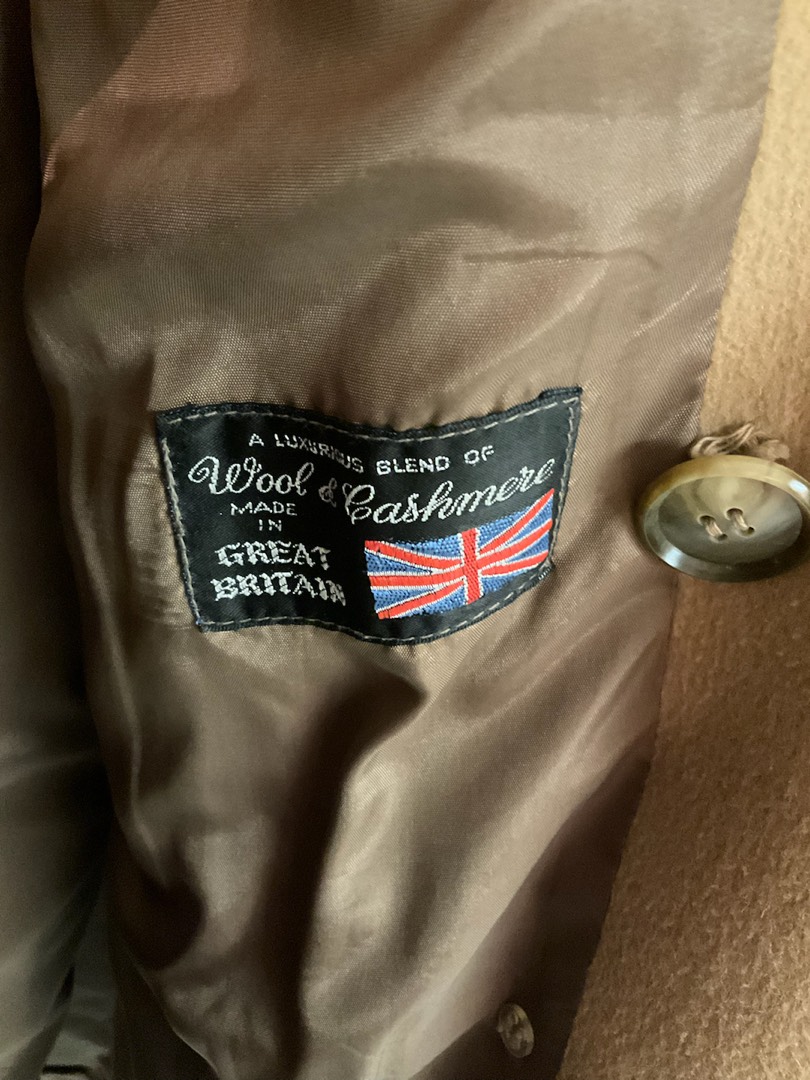 A LUXURIOUS BLEND OF
Wool & Cashmere
MADE
IN
GREAT
BRITAIN